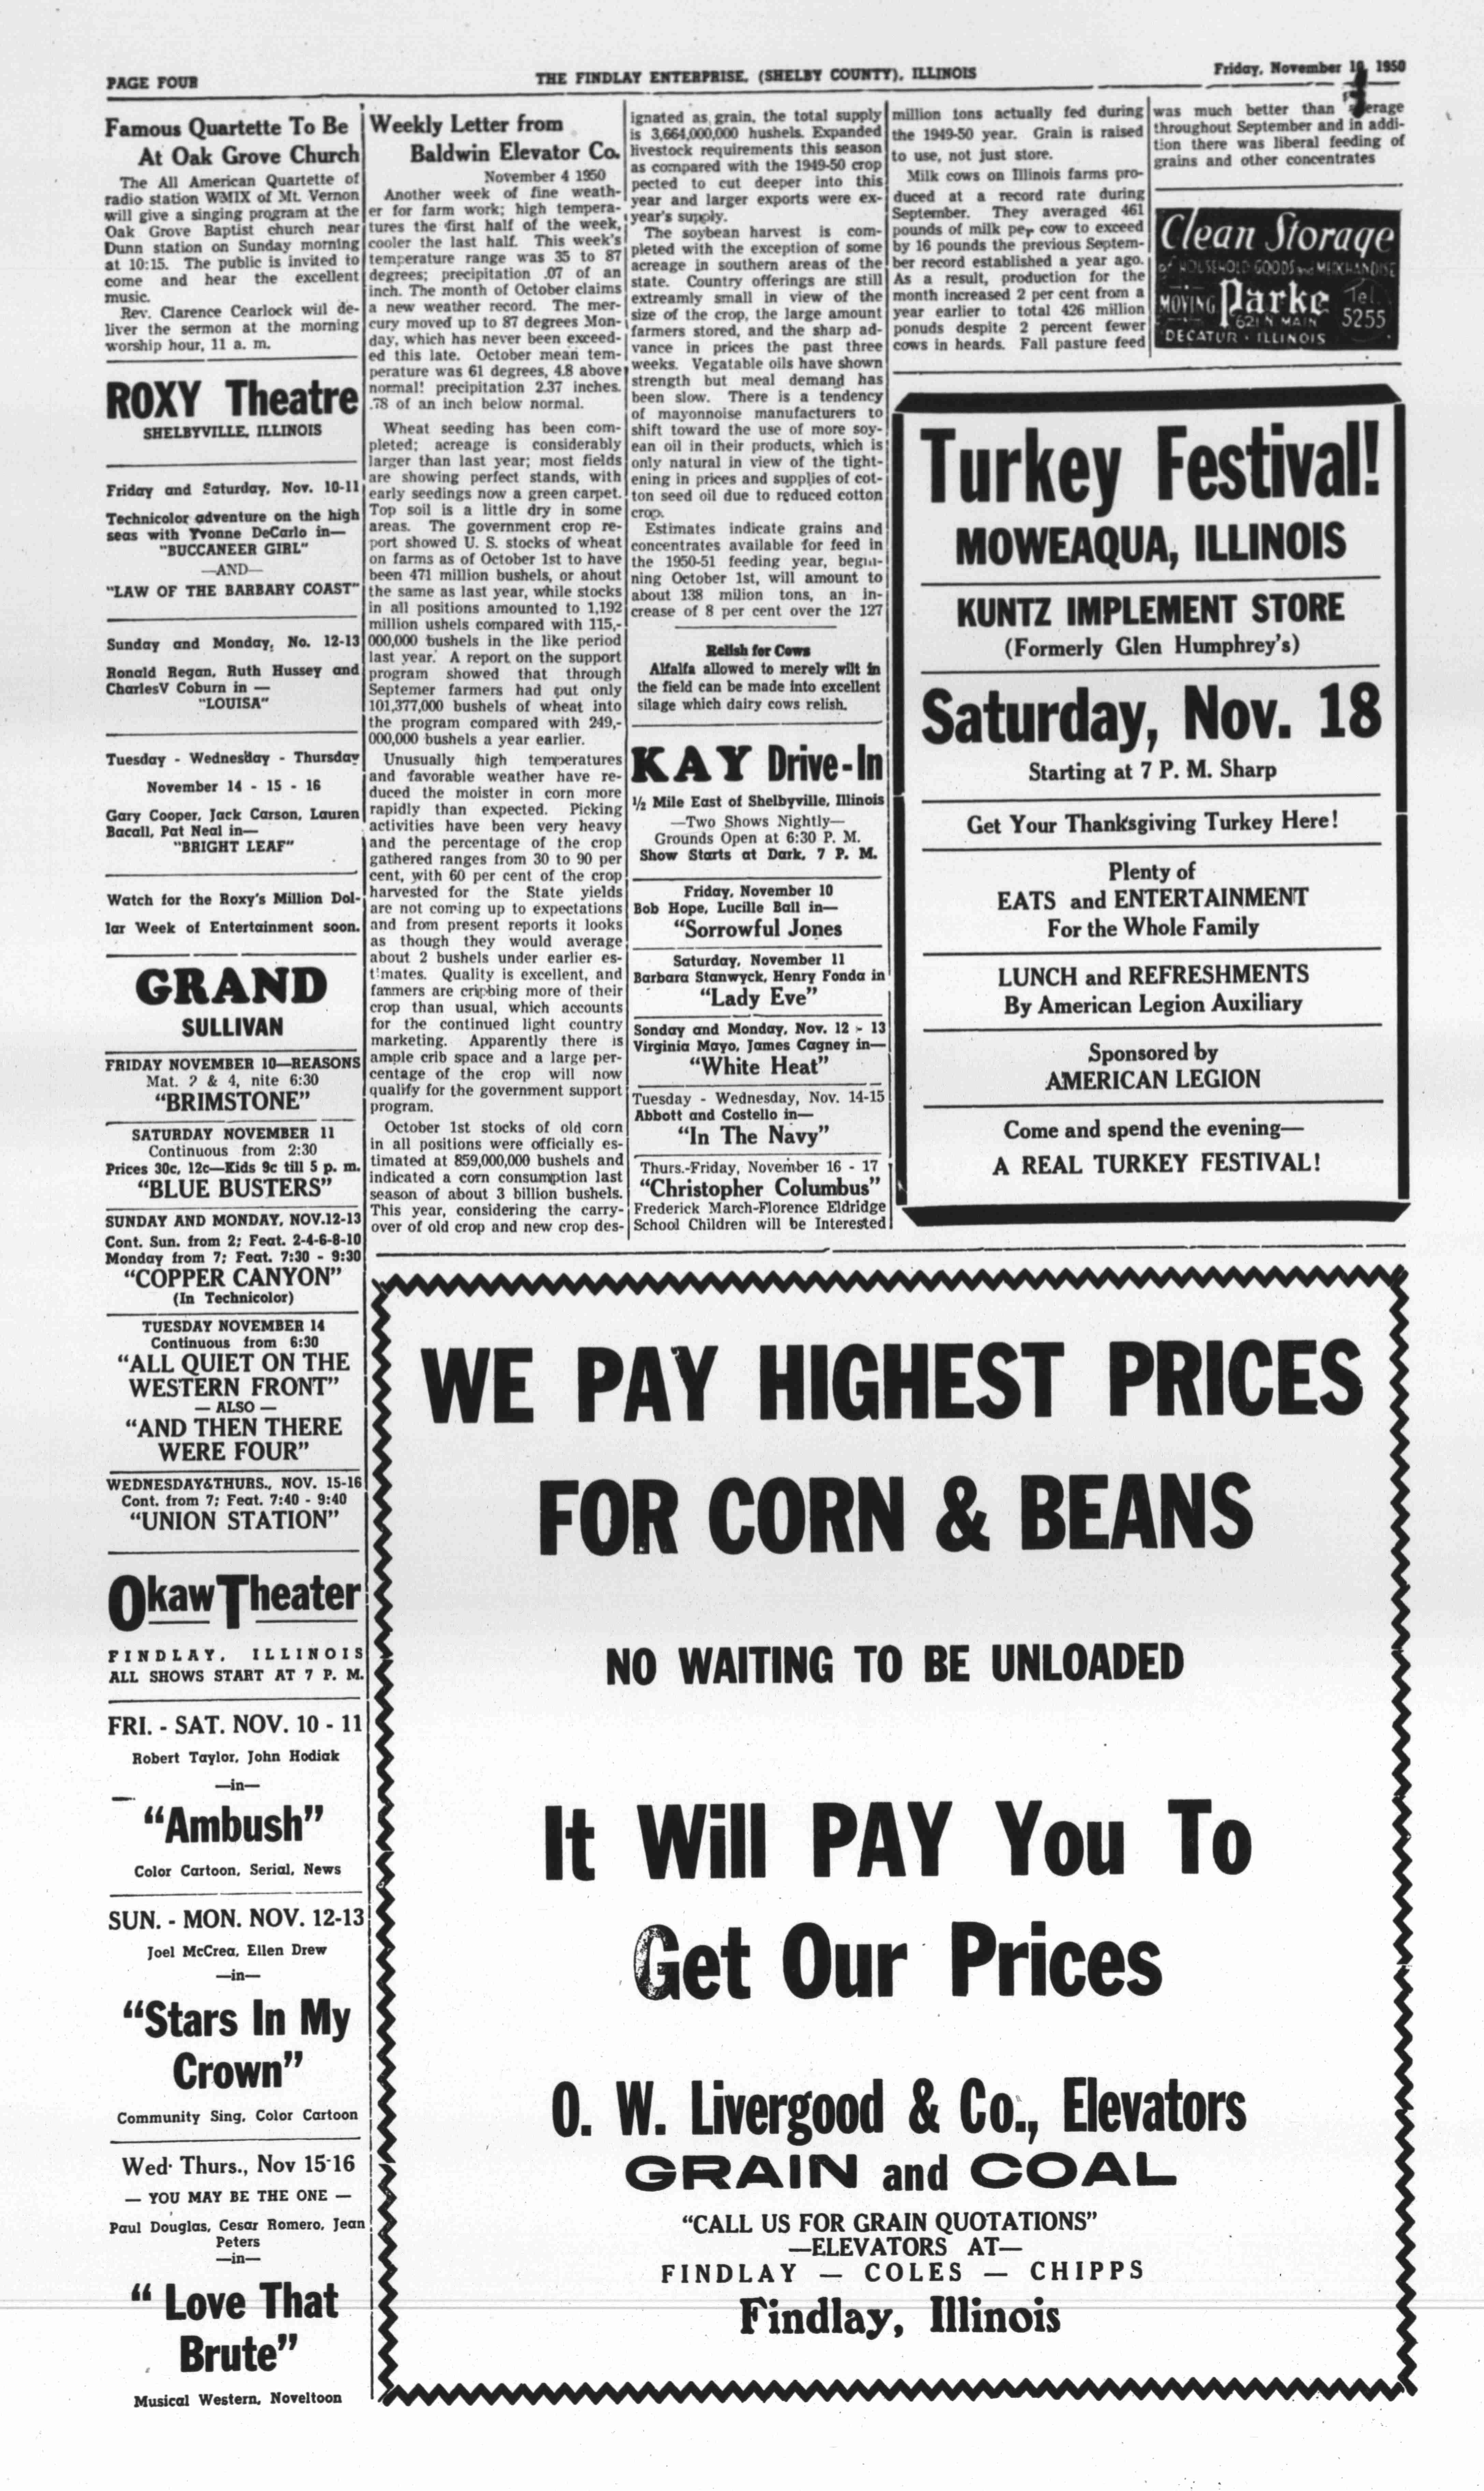 PAGE FOUR
THE FINDLAY ENTERPRISE, (SHELBY COUNTY), ILLINOIS
Friday, November 10, 1950
Famous Quartette To Be
At Oak Grove Church
The All American Quartette of
radio station WMIX of Mt. Vernon
will give a singing program at the
Oak Grove Baptist church near
Dunn station on Sunday morning
at 10:15. The public is invited to
come and hear the excellent
music.
Rev. Clarence Cearlock will de-
liver the sermon at the morning
worship hour, 11 a. m.
ROXY Theatre
SHELBYVILLE, ILLINOIS
Friday and Saturday, Nov. 10-11
Technicolor adventure on the high
seas with Yvonne DeCarlo in—
"BUCCANEER GIRL"
—AND—
"LAW OF THE BARBARY COAST"
Sunday and Monday, No. 12-13
Ronald Regan, Ruth Hussey and
CharlesV Coburn in —
"LOUISA"
Tuesday - Wednesday - Thursday
November 14 - 15 - 16
Gary Cooper, Jack Carson, Lauren
Bacall, Pat Neal in—
"BRIGHT LEAF"
Watch for the Roxy's Million Dol-
lar Week of Entertainment soon.
GRAND
SULLIVAN
FRIDAY NOVEMBER 10—REASONS
Mat. 2 & 4, nite 6:30
"BRIMSTONE"
SATURDAY NOVEMBER 11
Continuous from 2:30
Prices 30c, 12c—Kids 9c till 5 p. m.
"BLUE BUSTERS"
SUNDAY AND MONDAY, NOV.12-13
Cont. Sun. from 2; Feat. 2-4-6-8-10
Monday from 7; Feat. 7:30 - 9:30
"COPPER CANYON"
(In Technicolor)
TUESDAY NOVEMBER 14
Continuous from 6:30
"ALL QUIET ON THE
WESTERN FRONT"
— ALSO —
"AND THEN THERE
WERE FOUR"
WEDNESDAY&THURS., NOV. 15-16
Cont. from 7; Feat. 7:40 - 9:40
"UNION STATION"
Okaw Theater
FINDLAY, ILLINOIS
ALL SHOWS START AT 7 P. M.
FRI. - SAT. NOV. 10 - 11
Robert Taylor, John Hodiak
—in—
"Ambush"
Color Cartoon, Serial, News
SUN. - MON. NOV. 12-13
Joel McCrea, Ellen Drew
—in—
"Stars In My
Crown"
Community Sing, Color Cartoon
Wed· Thurs., Nov 15-16
— YOU MAY BE THE ONE —
Paul Douglas, Cesar Romero, Jean
Peters
—in—
" Love That
Brute"
Musical Western, Noveltoon
Weekly Letter from
Baldwin Elevator Co.
November 4 1950
Another week of fine weath-
er for farm work; high tempera-
tures the first half of the week,
cooler the last half. This week's
temperature range was 35 to 87
degrees; precipitation .07 of an
inch. The month of October claims
a new weather record. The mer-
cury moved up to 87 degrees Mon-
day, which has never been exceed-
ed this late. October mean tem-
perature was 61 degrees, 4.8 above
normal! precipitation 2.37 inches.
.78 of an inch below normal.
Wheat seeding has been com-
pleted; acreage is considerably
larger than last year; most fields
are showing perfect stands, with
early seedings now a green carpet.
Top soil is a little dry in some
areas. The government crop re-
port showed U. S. stocks of wheat
on farms as of October 1st to have
been 471 million bushels, or ahout
the same as last year, while stocks
in all positions amounted to 1,192
million ushels compared with 115,-
000,000 bushels in the like period
last year. A report on the support
program showed that through
Septemer farmers had put only
101,377,000 bushels of wheat into
the program compared with 249,-
000,000 bushels a year earlier.
Unusually high temperatures
and favorable weather have re-
duced the moister in corn more
rapidly than expected. Picking
activities have been very heavy
and the percentage of the crop
gathered ranges from 30 to 90 per
cent, with 60 per cent of the crop
harvested for the State yields
are not coming up to expectations
and from present reports it looks
as though they would average
about 2 bushels under earlier es-
timates. Quality is excellent, and
farmers are cribbing more of their
crop than usual, which accounts
for the continued light country
marketing. Apparently there is
ample crib space and a large per-
centage of the crop will now
qualify for the government support
program.
October 1st stocks of old corn
in all positions were officially es-
timated at 859,000,000 bushels and
indicated a corn consumption last
season of about 3 billion bushels.
This year, considering the carry-
over of old crop and new crop des-
ignated as grain, the total supply
is 3,664,000,000 hushels. Expanded
livestock requirements this season
as compared with the 1949-50 crop
pected to cut deeper into this
year and larger exports were ex-
year's supply.
The soybean harvest is com-
pleted with the exception of some
acreage in southern areas of the
state. Country offerings are still
extreamly small in view of the
size of the crop, the large amount
farmers stored, and the sharp ad-
vance in prices the past three
weeks. Vegatable oils have shown
strength but meal demand has
been slow. There is a tendency
of mayonnoise manufacturers to
shift toward the use of more soy-
ean oil in their products, which is
only natural in view of the tight-
ening in prices and supplies of cot-
ton seed oil due to reduced cotton
crop.
Estimates indicate grains and
concentrates available for feed in
the 1950-51 feeding year, begin-
ning October 1st, will amount to
about 138 milion tons, an in-
crease of 8 per cent over the 127
Relish for Cows
Alfalfa allowed to merely wilt in
the field can be made into excellent
silage which dairy cows relish.
KAY Drive-In
½ Mile East of Shelbyville, Illinois
—Two Shows Nightly—
Grounds Open at 6:30 P. M.
Show Starts at Dark, 7 P. M.
Friday, November 10
Bob Hope, Lucille Ball in—
"Sorrowful Jones
Saturday, November 11
Barbara Stanwyck, Henry Fonda in
"Lady Eve"
Sonday and Monday, Nov. 12 - 13
Virginia Mayo, James Cagney in—
"White Heat"
Tuesday - Wednesday, Nov. 14-15
Abbott and Costello in—
"In The Navy"
Thurs.-Friday, November 16 - 17
"Christopher Columbus"
Frederick March-Florence Eldridge
School Children will be Interested
million tons actually fed during
the 1949-50 year. Grain is raised
to use, not just store.
Milk cows on Illinois farms pro-
duced at a record rate during
September. They averaged 461
pounds of milk per cow to exceed
by 16 pounds the previous Septem-
ber record established a year ago.
As a result, production for the
month increased 2 per cent from a
year earlier to total 426 million
ponuds despite 2 percent fewer
cows in heards. Fall pasture feed
was much better than average
throughout September and in addi-
tion there was liberal feeding of
grains and other concentrates
Clean Storage
of HOUSEHOLD GOODS and MERCHANDISE
MOVING Parke Tel.
621 N. MAIN 5255
DECATUR · ILLINOIS
Turkey Festival!
MOWEAQUA, ILLINOIS
KUNTZ IMPLEMENT STORE
(Formerly Glen Humphrey's)
Saturday, Nov. 18
Starting at 7 P. M. Sharp
Get Your Thanksgiving Turkey Here!
Plenty of
EATS and ENTERTAINMENT
For the Whole Family
LUNCH and REFRESHMENTS
By American Legion Auxiliary
Sponsored by
AMERICAN LEGION
Come and spend the evening—
A REAL TURKEY FESTIVAL!
WE PAY HIGHEST PRICES
FOR CORN & BEANS
NO WAITING TO BE UNLOADED
It Will PAY You To
Get Our Prices
O. W. Livergood & Co., Elevators
GRAIN and COAL
"CALL US FOR GRAIN QUOTATIONS"
—ELEVATORS AT—
FINDLAY — COLES — CHIPPS
Findlay, Illinois